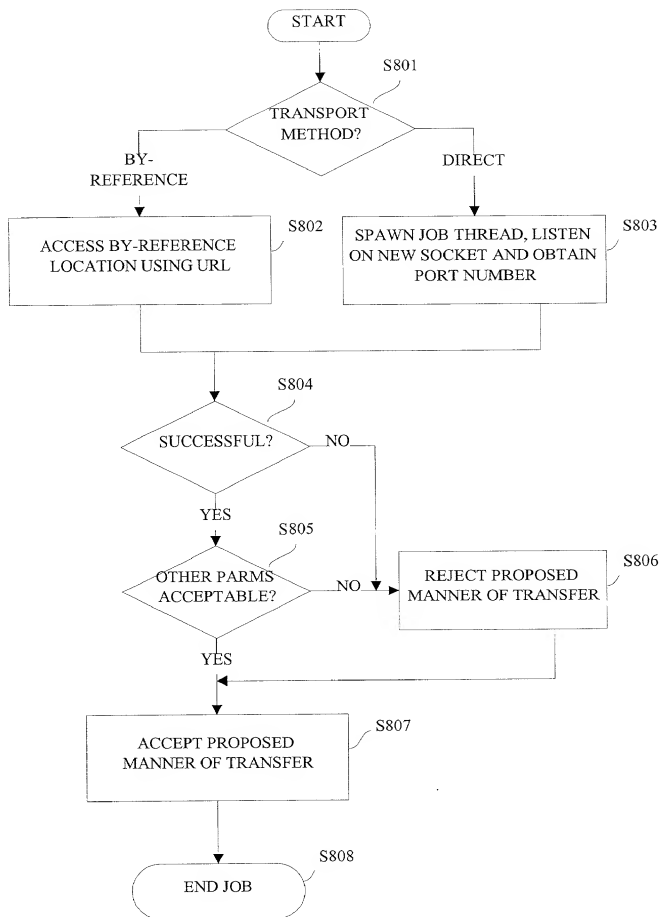 START
S801
TRANSPORT
METHOD?
BY-
REFERENCE
DIRECT
S802
ACCESS BY-REFERENCE
LOCATION USING URL
S803
SPAWN JOB THREAD, LISTEN
ON NEW SOCKET AND OBTAIN
PORT NUMBER
S804
SUCCESSFUL?
NO
YES
S805
OTHER PARMS
ACCEPTABLE?
NO
S806
REJECT PROPOSED
MANNER OF TRANSFER
YES
S807
ACCEPT PROPOSED
MANNER OF TRANSFER
S808
END JOB